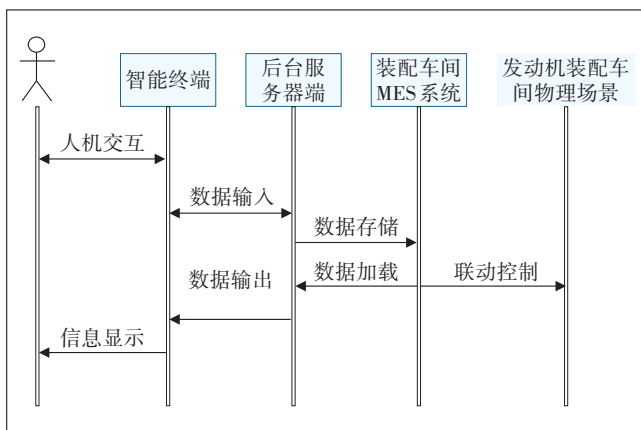 智能终端
后台服
务器端
装配车间
MES系统
发动机装配车
间物理场景
人机交互
数据输入
数据存储
数据输出
数据加载
联动控制
信息显示